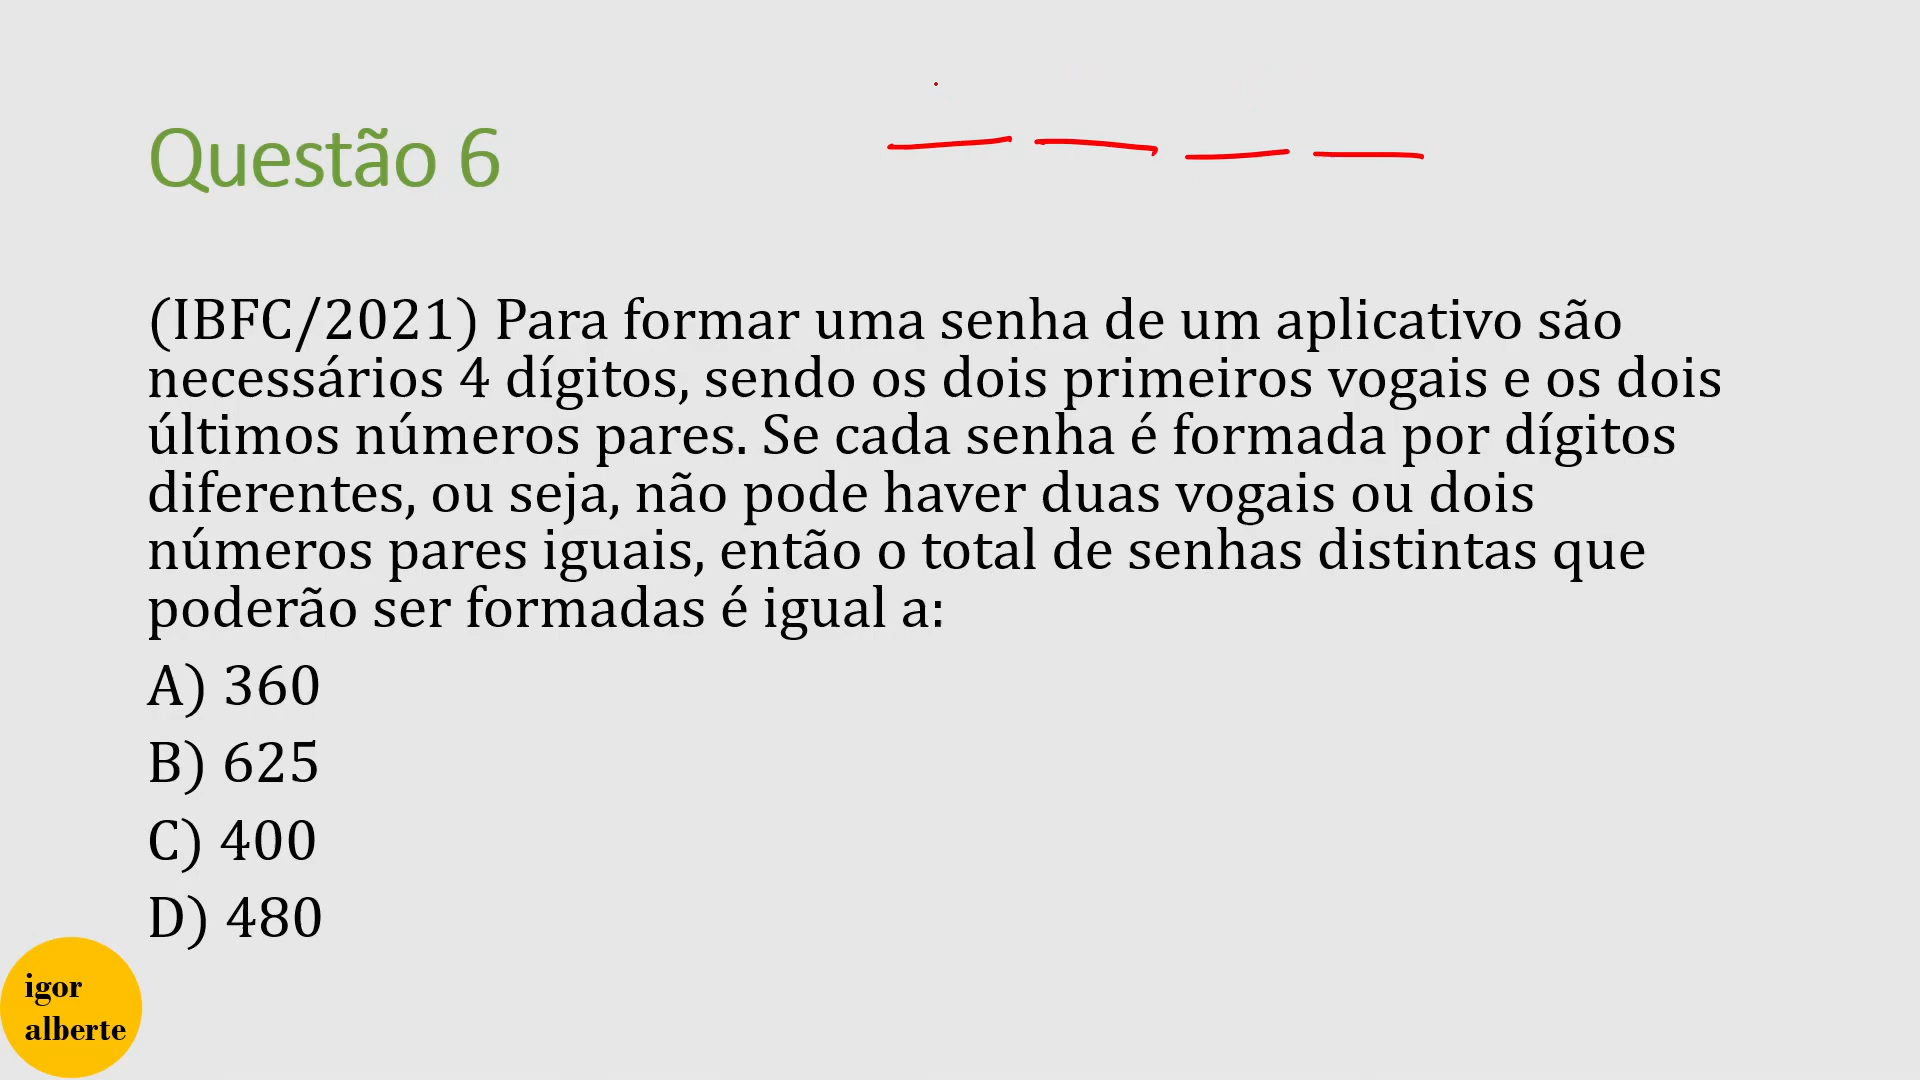 Questão 6
(IBFC/2021) Para formar uma senha de um aplicativo são
necessários 4 dígitos, sendo os dois primeiros vogais e os dois
últimos números pares. Se cada senha é formada por dígitos
diferentes, ou seja, não pode haver duas vogais ou dois
números pares iguais, então o total de senhas distintas que
poderão ser formadas é igual a:
A) 360
B) 625
C) 400
D) 480
igor
alberte